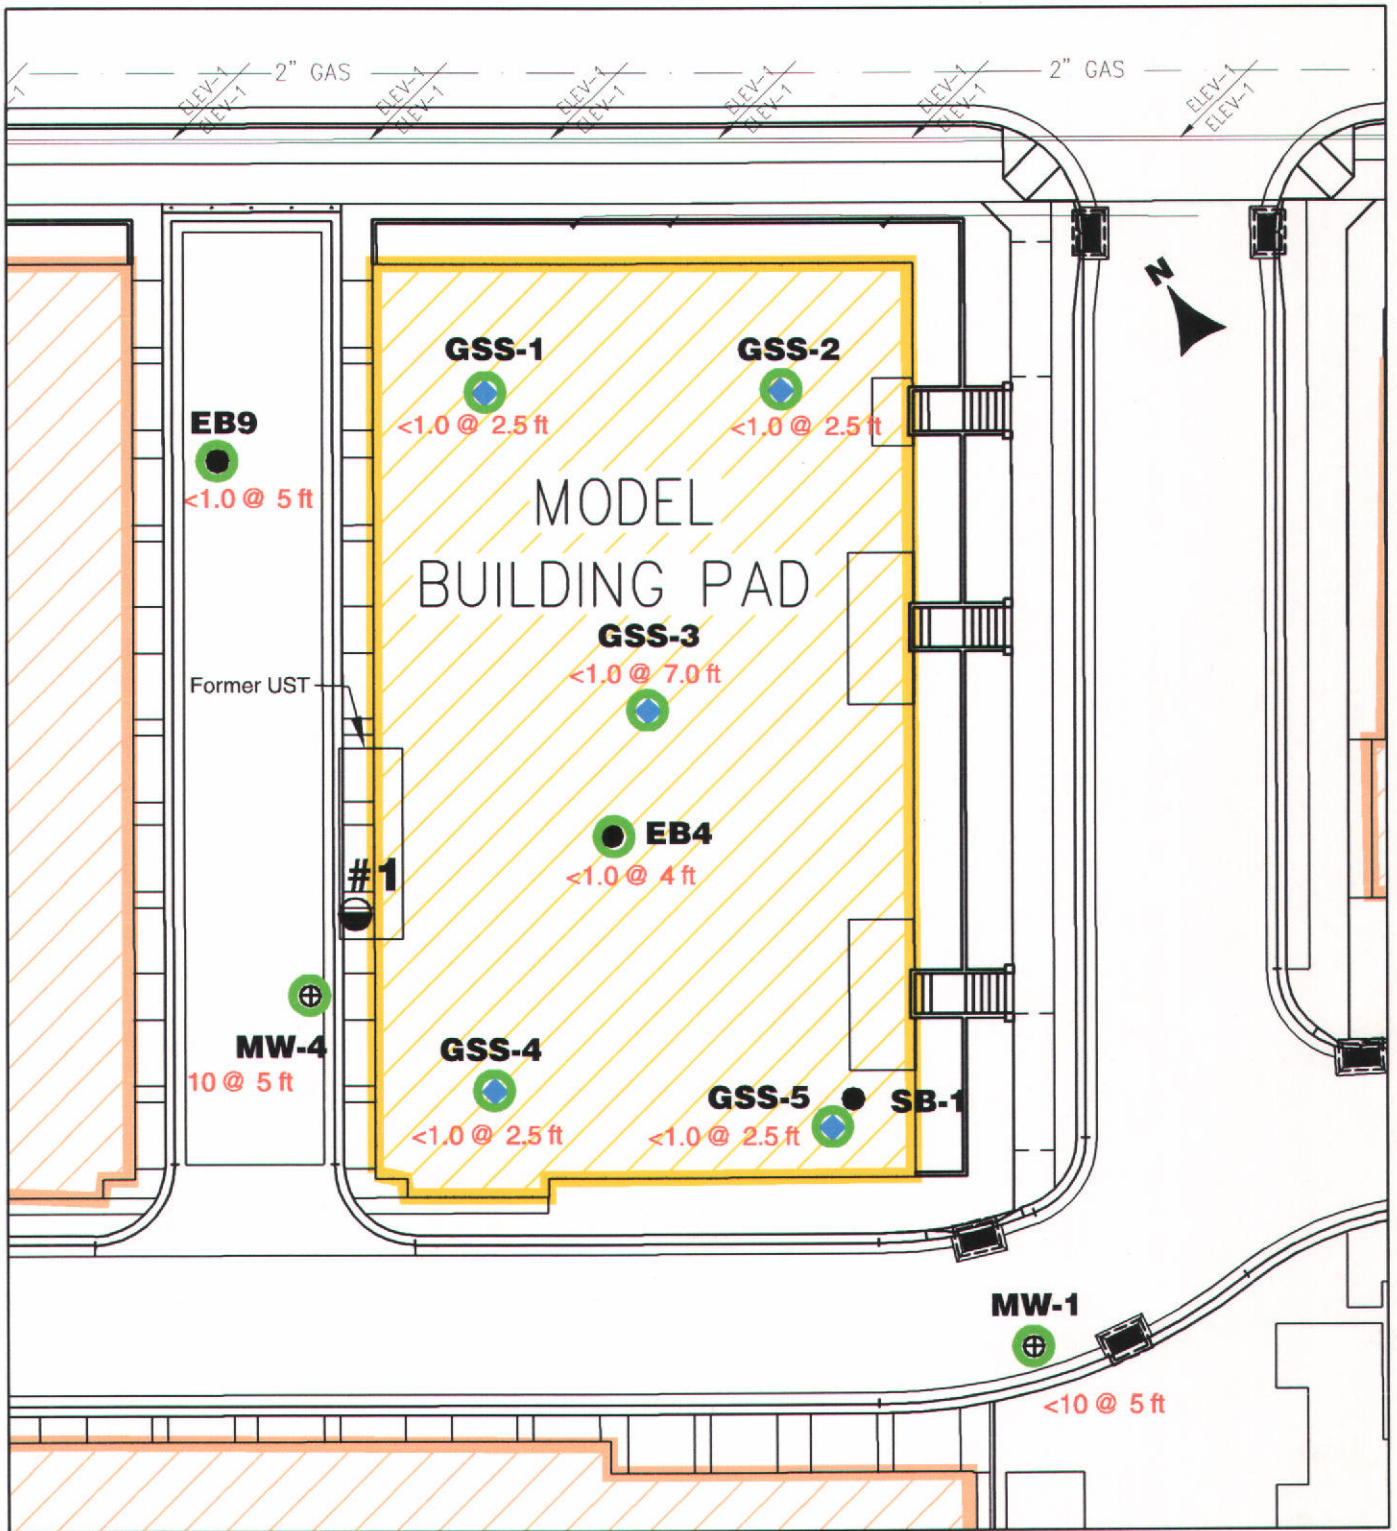 2" GAS
2" GAS
-1
ELEV-1
ELEV-1
ELEV-1
ELEV-1
ELEV-1
ELEV-1
ELEV-1
ELEV-1
ELEV-1
ELEV-1
ELEV-1
ELEV-1
N
GSS-1
<1.0 @ 2.5 ft
GSS-2
<1.0 @ 2.5 ft
EB9
<1.0 @ 5 ft
MODEL
BUILDING PAD
GSS-3
<1.0 @ 7.0 ft
Former UST
EB4
<1.0 @ 4 ft
#1
MW-4
10 @ 5 ft
GSS-4
<1.0 @ 2.5 ft
GSS-5
<1.0 @ 2.5 ft
SB-1
MW-1
<10 @ 5 ft